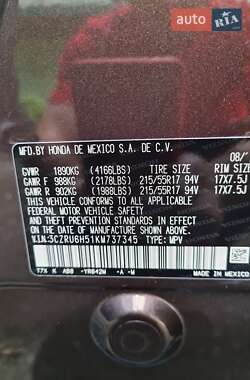 AUTO.RIA
MFD.BY HONDA DE MEXICO S.A. DE C.V.
08/
GVWR 1890KG (4166LBS) TIRE SIZE RIM SIZE
GAWR F 988KG (2178LBS) 215/55R17 94V 17X7.5J
GAWR R 902KG (1988LBS) 215/55R17 94V 17X7.5J
THIS VEHICLE CONFORMS TO ALL APPLICABLE
FEDERAL MOTOR VEHICLE SAFETY AND
THEFT PREVENTION STANDARDS IN EFFECT ON
THE DATE OF MANUFACTURE SHOWN ABOVE.
V.I.N:3CZRU6H51KM737345 TYPE: MPV
T7X K A00 -YR642M -A -M
MADE IN MEXICO